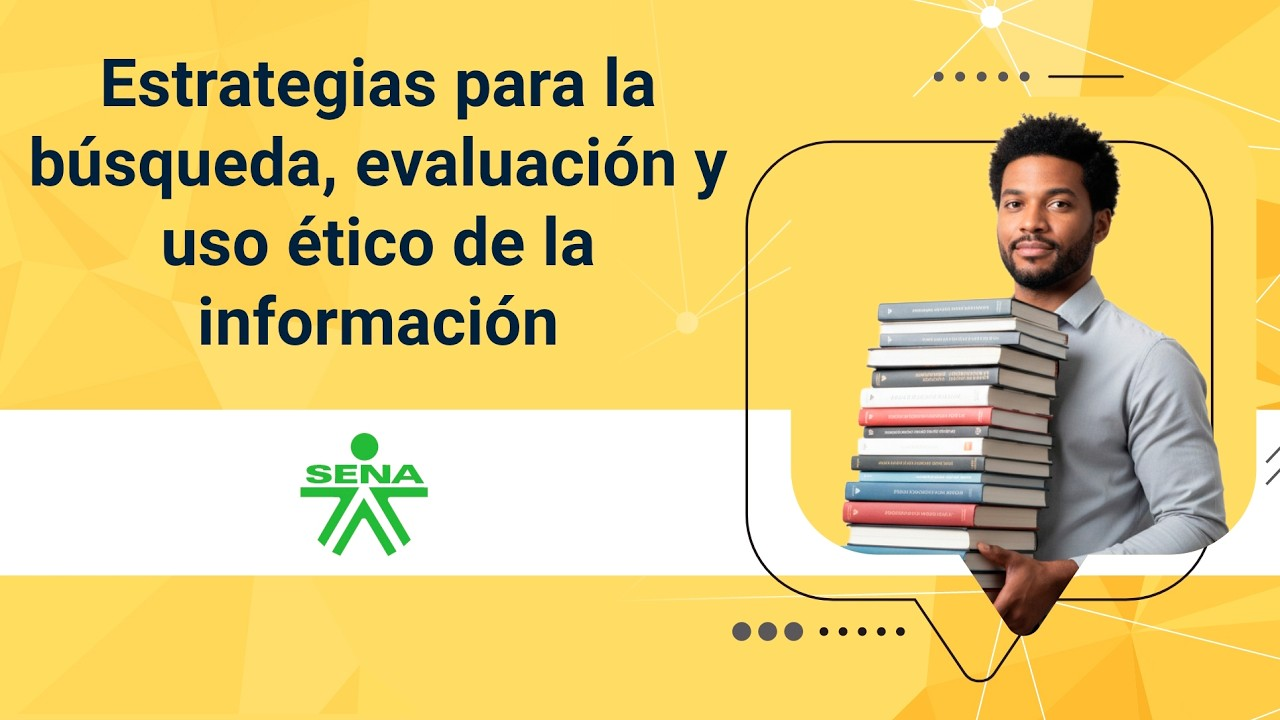 Estrategias para la
búsqueda, evaluación y
uso ético de la
información
SENA